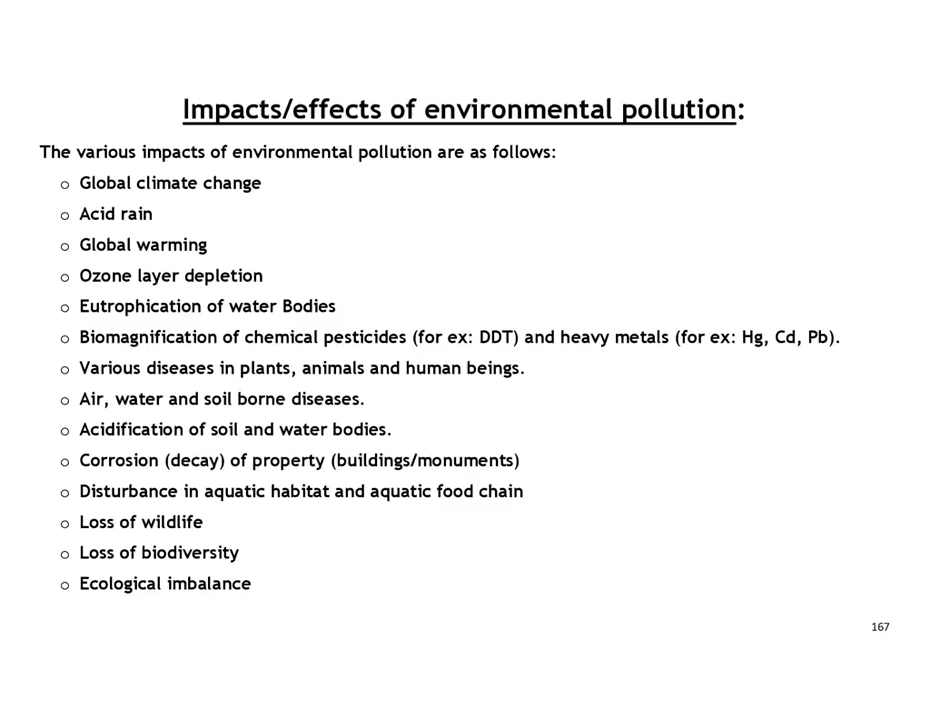 Impacts/effects of environmental pollution:
The various impacts of environmental pollution are as follows:
o Global climate change
o Acid rain
o Global warming
o Ozone layer depletion
o Eutrophication of water Bodies
o Biomagnification of chemical pesticides (for ex: DDT) and heavy metals (for ex: Hg, Cd, Pb).
o Various diseases in plants, animals and human beings.
o Air, water and soil borne diseases.
o Acidification of soil and water bodies.
o Corrosion (decay) of property (buildings/monuments)
o Disturbance in aquatic habitat and aquatic food chain
o Loss of wildlife
o Loss of biodiversity
o Ecological imbalance
167